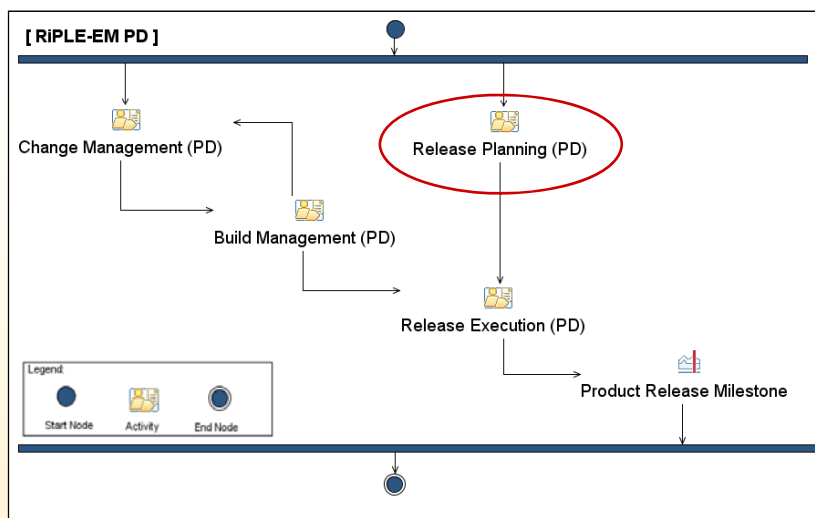 [ RiPLE-EM PD ]
Change Management (PD)
Release Planning (PD)
Build Management (PD)
Release Execution (PD)
Product Release Milestone
Legend:
Start Node
Activity
End Node